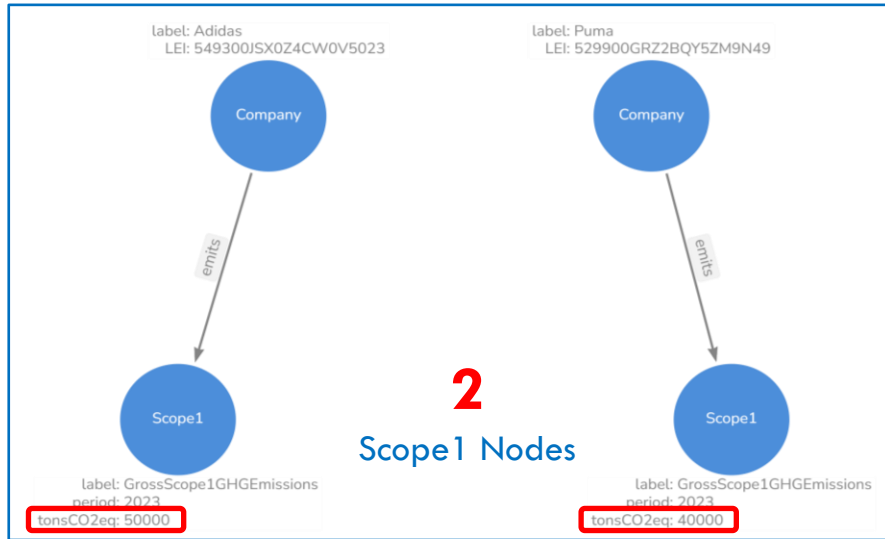 label: Adidas
LEI: 549300JSX0Z4CW0V5023
Company
emits
Scope1
label: GrossScope1GHGEmissions
period: 2023
tonsCO2eq: 50000
2
Scope1 Nodes
label: Puma
LEI: 529900GRZ2BQY5ZM9N49
Company
emits
Scope1
label: GrossScope1GHGEmissions
period: 2023
tonsCO2eq: 40000